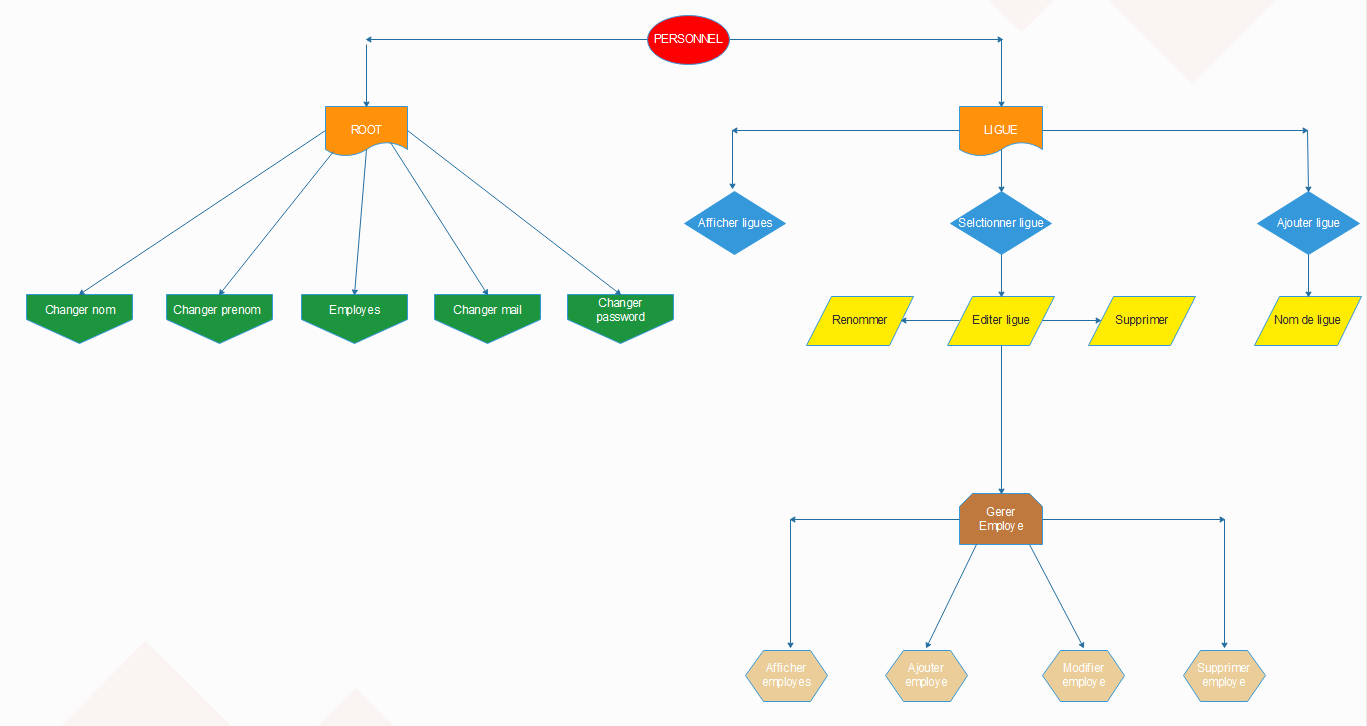 PERSONNEL
ROOT
LIGUE
Afficher ligues
Selctionner ligue
Ajouter ligue
Changer nom
Changer prenom
Employes
Changer mail
Changer
password
Renommer
Editer ligue
Supprimer
Nom de ligue
Gerer
Employe
Afficher
employes
Ajouter
employe
Modifier
employe
Supprimer
employe